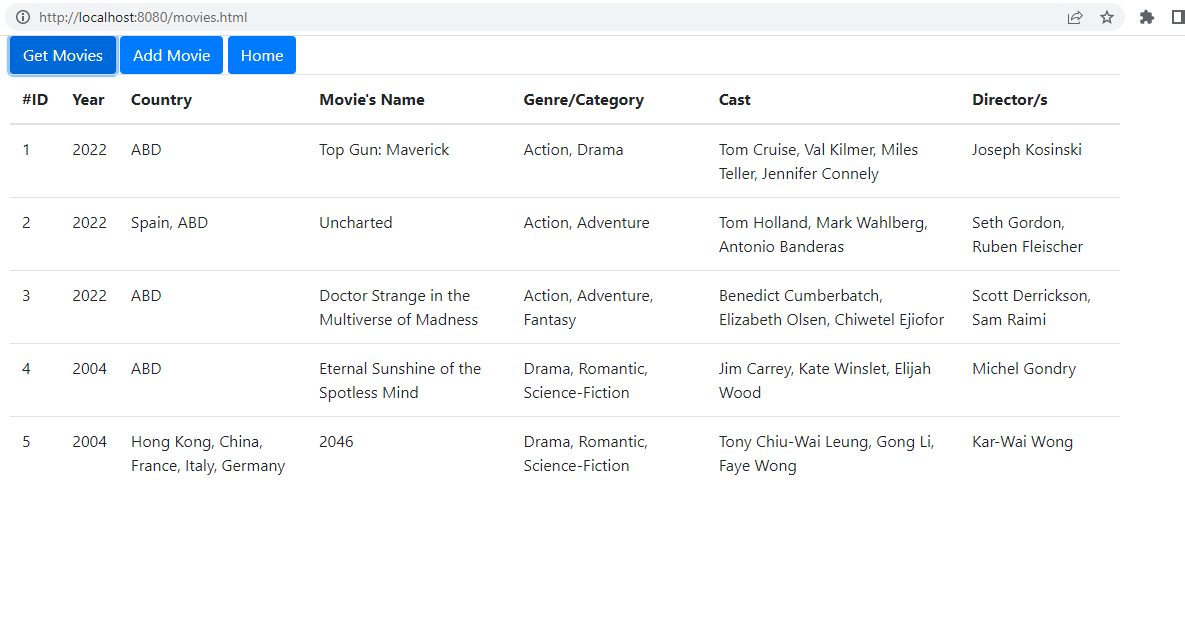 http://localhost:8080/movies.html
Get Movies Add Movie Home
#ID Year Country Movie's Name Genre/Category Cast Director/s
1 2022 ABD Top Gun: Maverick Action, Drama Tom Cruise, Val Kilmer, Miles Joseph Kosinski
Teller, Jennifer Connely
2 2022 Spain, ABD Uncharted Action, Adventure Tom Holland, Mark Wahlberg, Seth Gordon,
Antonio Banderas Ruben Fleischer
3 2022 ABD Doctor Strange in the Action, Adventure, Benedict Cumberbatch, Scott Derrickson,
Multiverse of Madness Fantasy Elizabeth Olsen, Chiwetel Ejiofor Sam Raimi
4 2004 ABD Eternal Sunshine of the Drama, Romantic, Jim Carrey, Kate Winslet, Elijah Michel Gondry
Spotless Mind Science-Fiction Wood
5 2004 Hong Kong, China, 2046 Drama, Romantic, Tony Chiu-Wai Leung, Gong Li, Kar-Wai Wong
France, Italy, Germany Science-Fiction Faye Wong